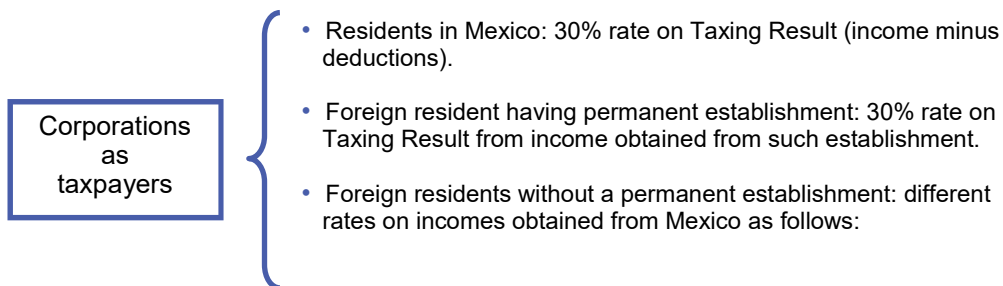 Corporations
as
taxpayers
• Residents in Mexico: 30% rate on Taxing Result (income minus
deductions).
• Foreign resident having permanent establishment: 30% rate on
Taxing Result from income obtained from such establishment.
• Foreign residents without a permanent establishment: different
rates on incomes obtained from Mexico as follows: